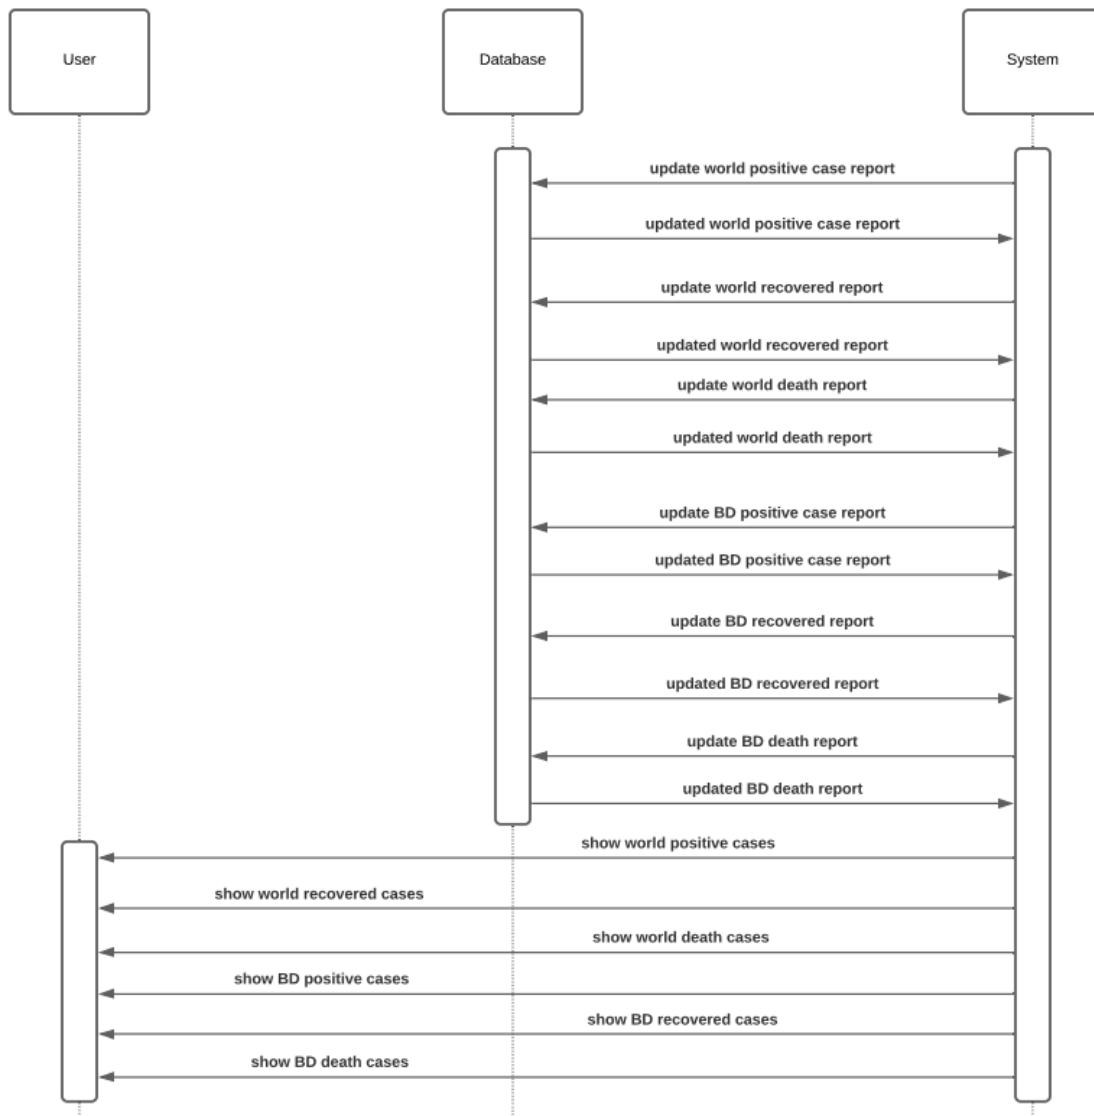 User
Database
System
update world positive case report
updated world positive case report
update world recovered report
updated world recovered report
update world death report
updated world death report
update BD positive case report
updated BD positive case report
update BD recovered report
updated BD recovered report
update BD death report
updated BD death report
show world positive cases
show world recovered cases
show world death cases
show BD positive cases
show BD recovered cases
show BD death cases